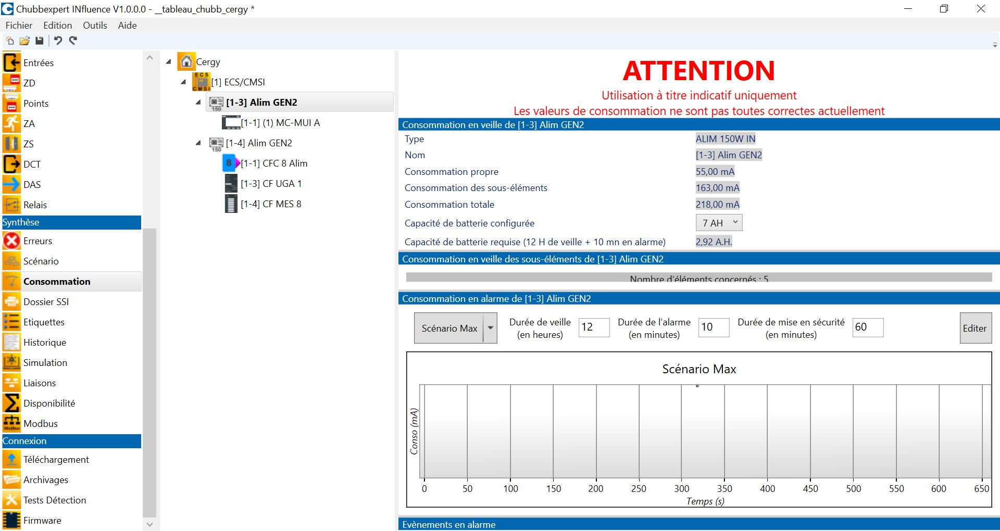 Chubbexpert INfluence V1.0.0.0 - __tableau_chubb_cergy *
Fichier Edition Outils Aide
Entrées
ZD
Points
ZA
ZS
DCT
DAS
Relais
Synthèse
Erreurs
Scénario
Consommation
Dossier SSI
Etiquettes
Historique
Simulation
Liaisons
Disponibilité
Modbus
Modbus
Connexion
Téléchargement
Archivages
Tests Détection
Firmware
Cergy
ECS
CMSI
[1] ECS/CMSI
150
[1-3] Alim GEN2
[1-1] (1) MC-MUI A
150
[1-4] Alim GEN2
8
[1-1] CFC 8 Alim
[1-3] CF UGA 1
[1-4] CF MES 8
ATTENTION
Utilisation à titre indicatif uniquement
Les valeurs de consommation ne sont pas toutes correctes actuellement
Consommation en veille de [1-3] Alim GEN2
Type ALIM 150W IN
Nom [1-3] Alim GEN2
Consommation propre 55,00 mA
Consommation des sous-éléments 163,00 mA
Consommation totale 218,00 mA
Capacité de batterie configurée 7 AH
Capacité de batterie requise (12 H de veille + 10 mn en alarme) 2,92 A.H.
Consommation en veille des sous-éléments de [1-3] Alim GEN2
Nombre d'éléments concernés : 5
Consommation en alarme de [1-3] Alim GEN2
Scénario Max
Durée de veille
(en heures)
12
Durée de l'alarme
(en minutes)
10
Durée de mise en sécurité
(en minutes)
60
Editer
Scénario Max
Conso (mA)
0 50 100 150 200 250 300 350 400 450 500 550 600 650
Temps (s)
Evènements en alarme